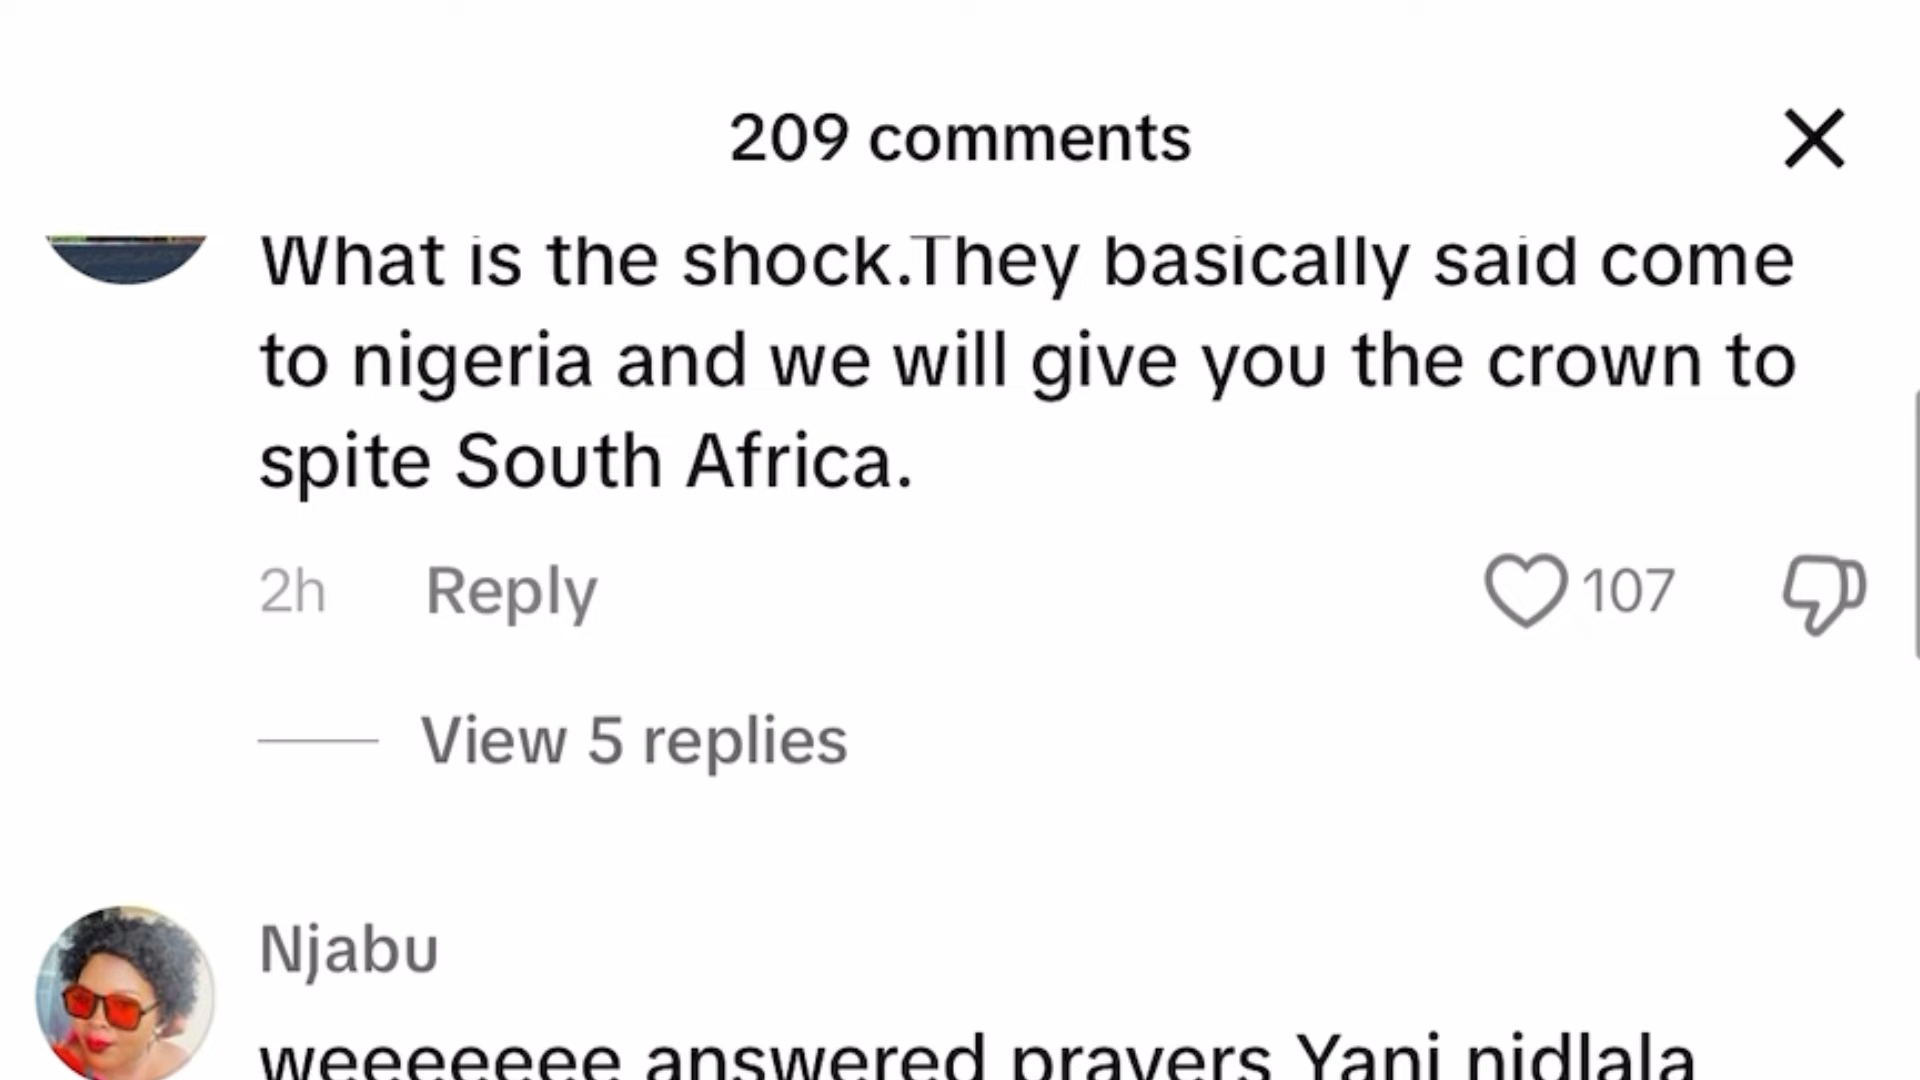 209 comments
What is the shock.They basically said come
to nigeria and we will give you the crown to
spite South Africa.
2h Reply 107
View 5 replies
Njabu
weeeeeee answered prayers Yani nidlala